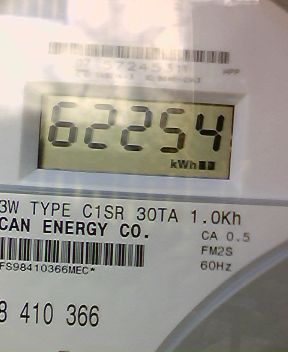 62254
kWh
3W TYPE C1SR 30TA 1.0Kh
CAN ENERGY CO.
CA 0.5
FM2S
60Hz
FS98410366MEC*
8 410 366